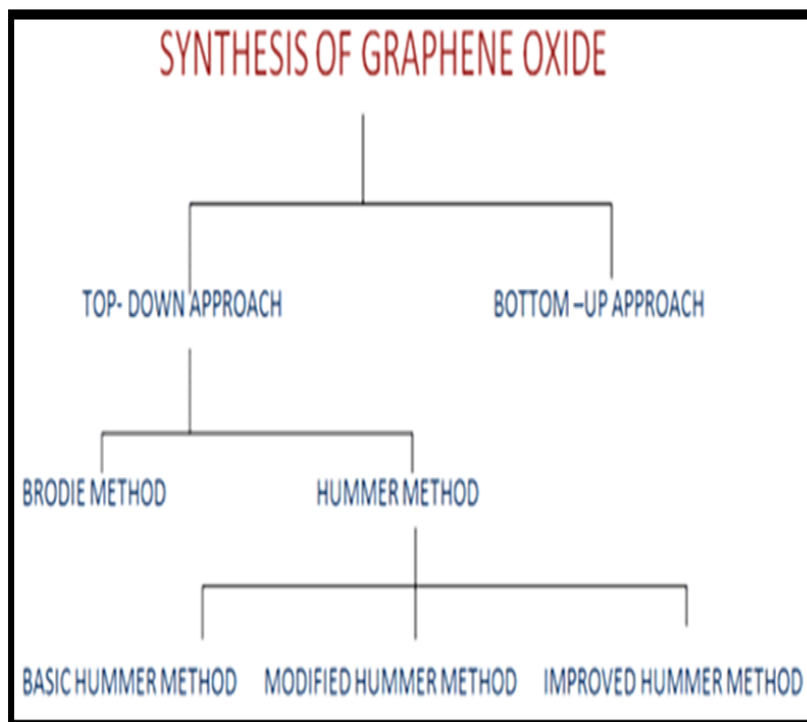 SYNTHESIS OF GRAPHENE OXIDE
TOP- DOWN APPROACH
BOTTOM –UP APPROACH
BRODIE METHOD
HUMMER METHOD
BASIC HUMMER METHOD
MODIFIED HUMMER METHOD
IMPROVED HUMMER METHOD